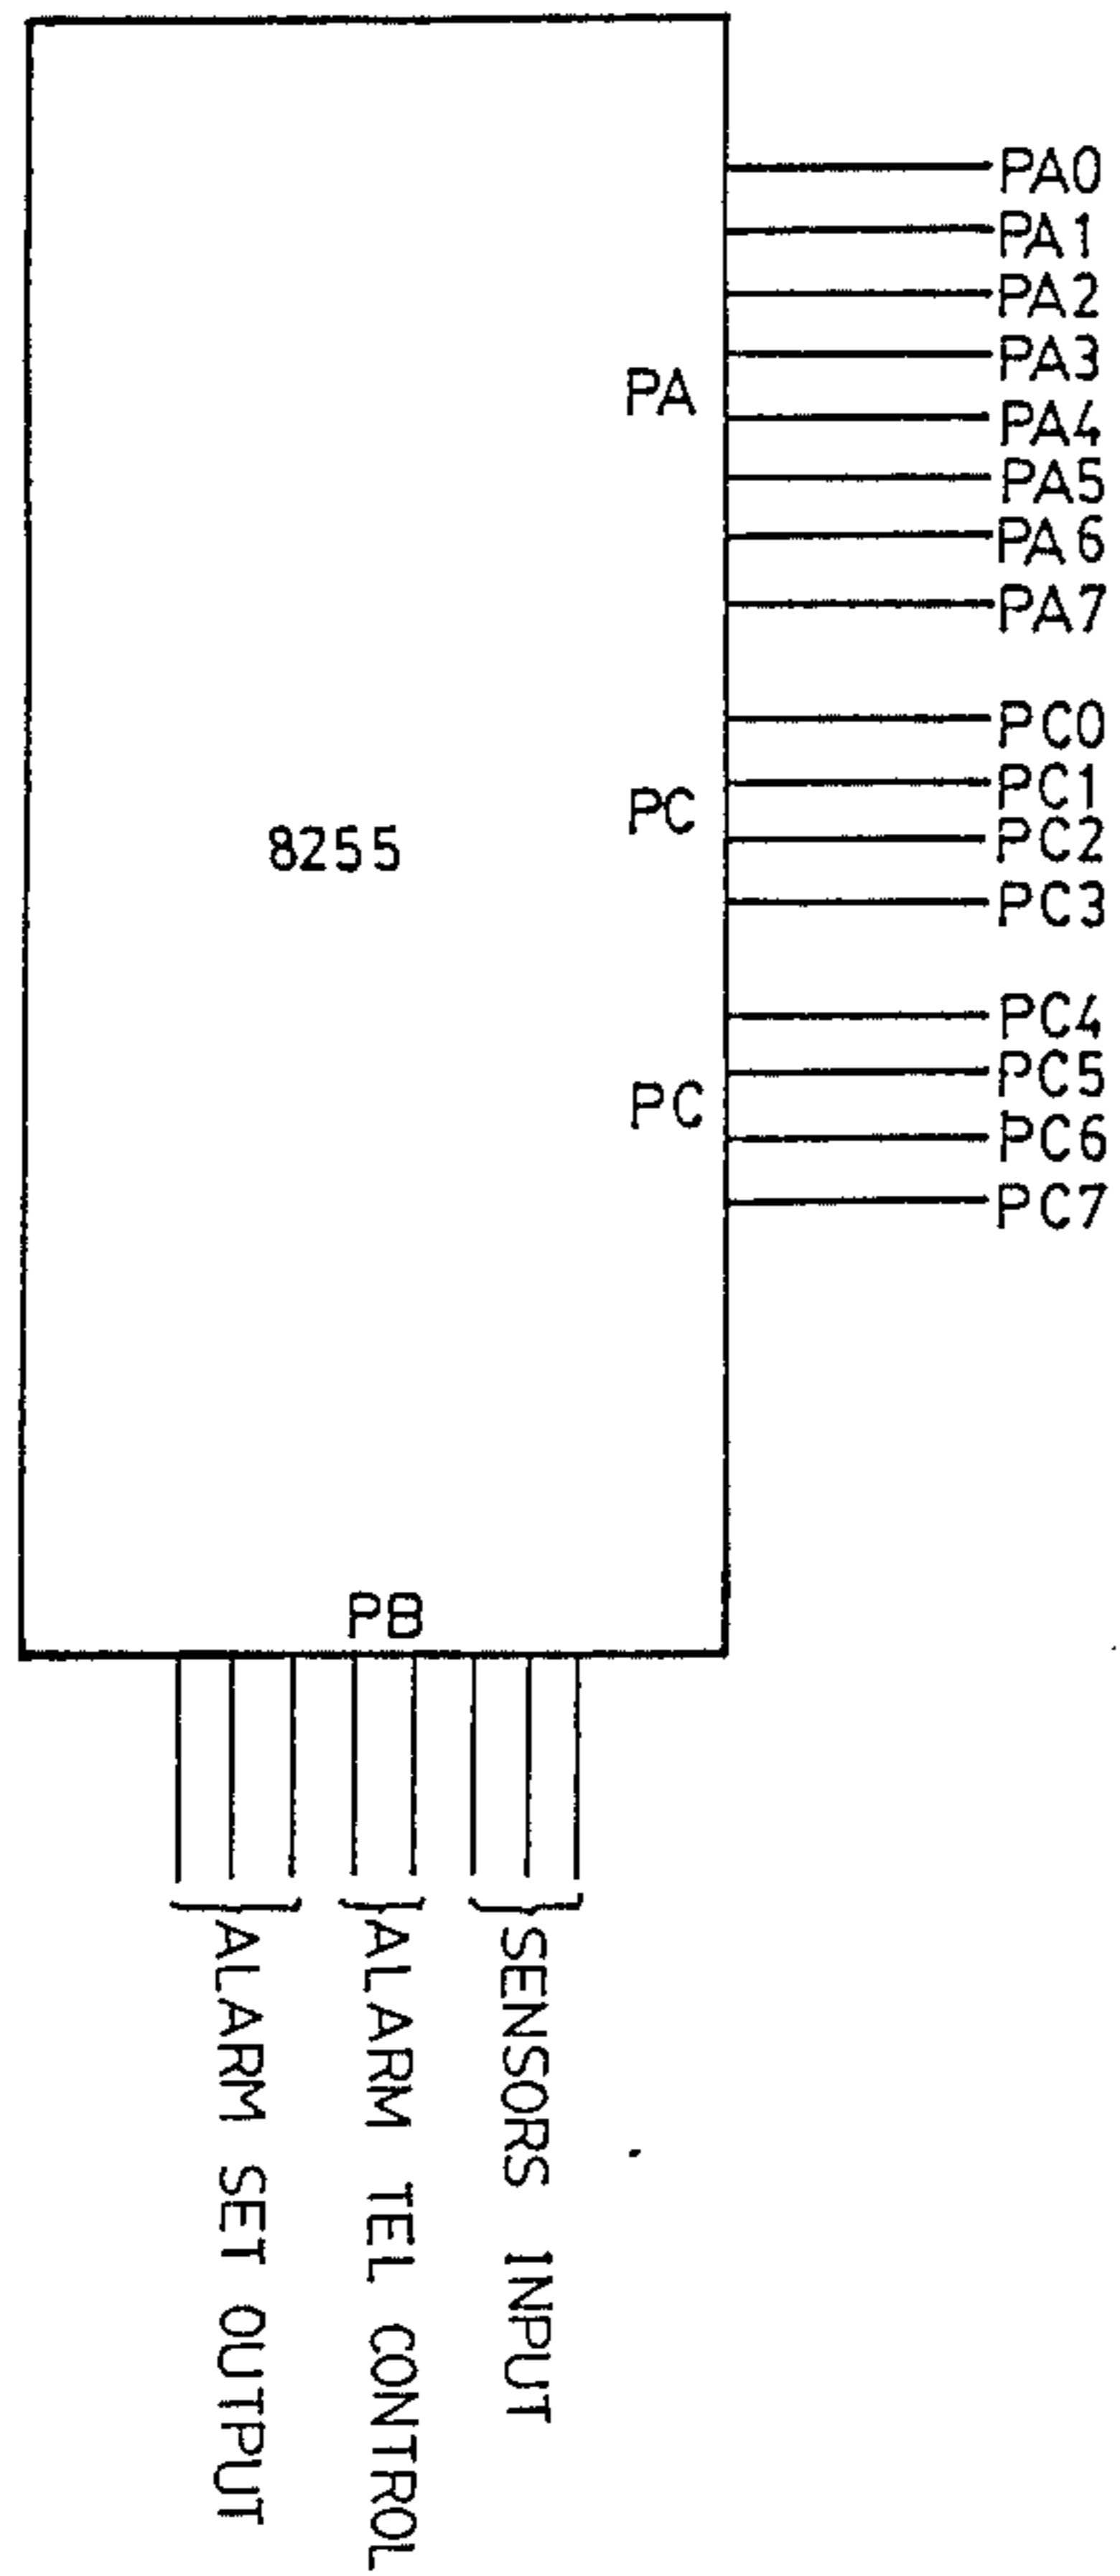 PA0
PA1
PA2
PA3
PA
PA4
PA5
PA6
PA7
PC0
PC1
PC
8255
PC2
PC3
PC4
PC5
PC
PC6
PC7
PB
ALARM SET OUTPUT
ALARM TEL CONTROL
SENSORS INPUT